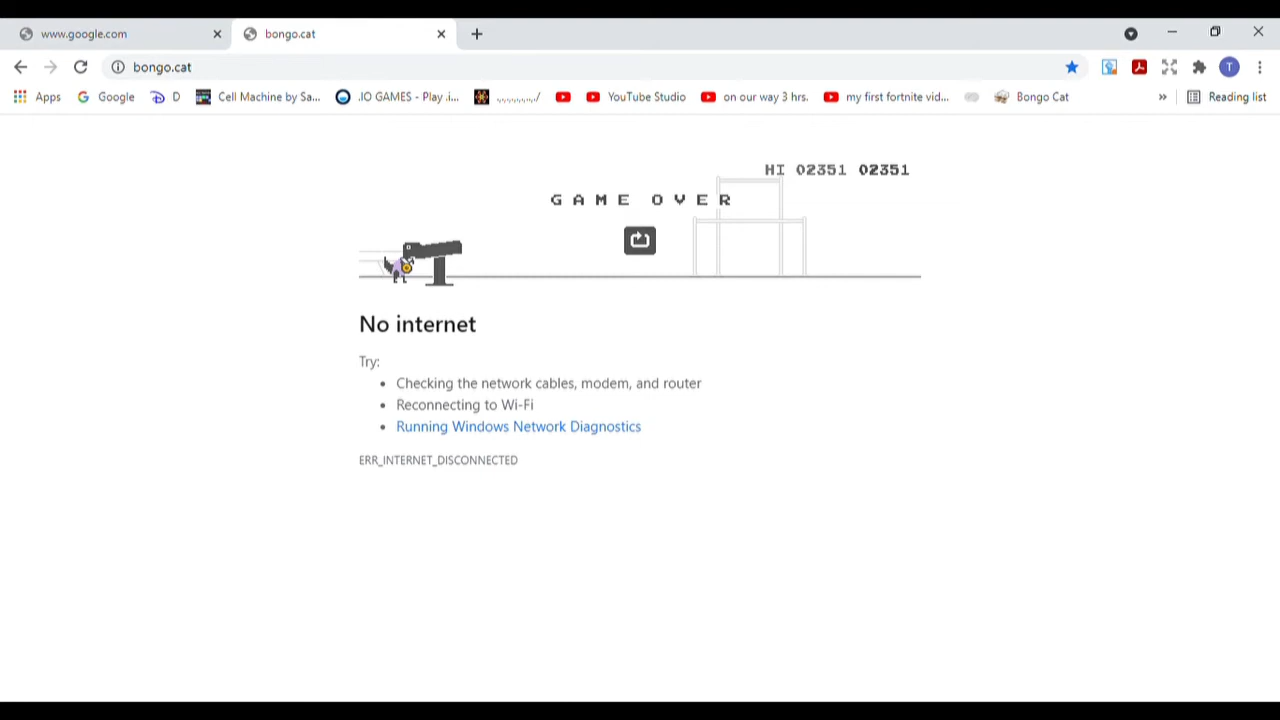 www.google.com
bongo.cat
bongo.cat
T
Apps
Google
D
Cell Machine by Sa...
.IO GAMES - Play .i...
,,,,,,,,,,,,/
YouTube Studio
on our way 3 hrs.
my first fortnite vid...
Bongo Cat
»
Reading list
HI 02351 02351
GAME OVER
No internet
Try:
• Checking the network cables, modem, and router
• Reconnecting to Wi-Fi
• Running Windows Network Diagnostics
ERR_INTERNET_DISCONNECTED